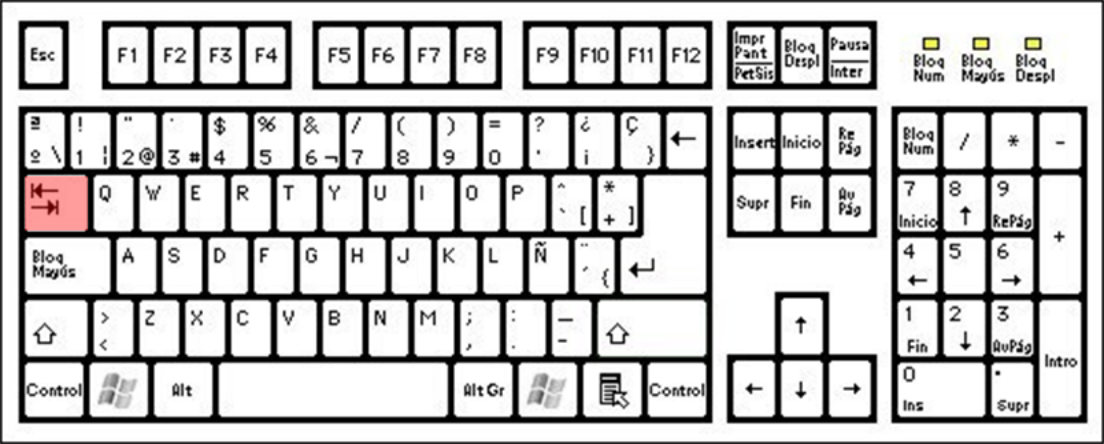 Esc F1 F2 F3 F4 F5 F6 F7 F8 F9 F10 F11 F12 Impr Pant PetSis Bloq Despl Pausa Inter Bloq Num Bloq Mayús Bloq Despl
ª º \ ! 1 ¦ " 2 @ · 3 # $ 4 % 5 & 6 ¬ / 7 ( 8 ) 9 = 0 ? ' ¿ ¡ Ç } ← Insert Inicio Re Pág Bloq Num / * -
Q W E R T Y U I O P ^ ` [ * + ] Supr Fin Av Pág 7 Inicio 8 ↑ 9 RePág +
Bloq Mayús A S D F G H J K L Ñ ¨ ´ { 4 ← 5 6 →
> < Z X C V B N M ; , : . _ - ↑ 1 Fin 2 ↓ 3 AvPág Intro
Control Alt Alt Gr Control ← ↓ → 0 Ins . Supr